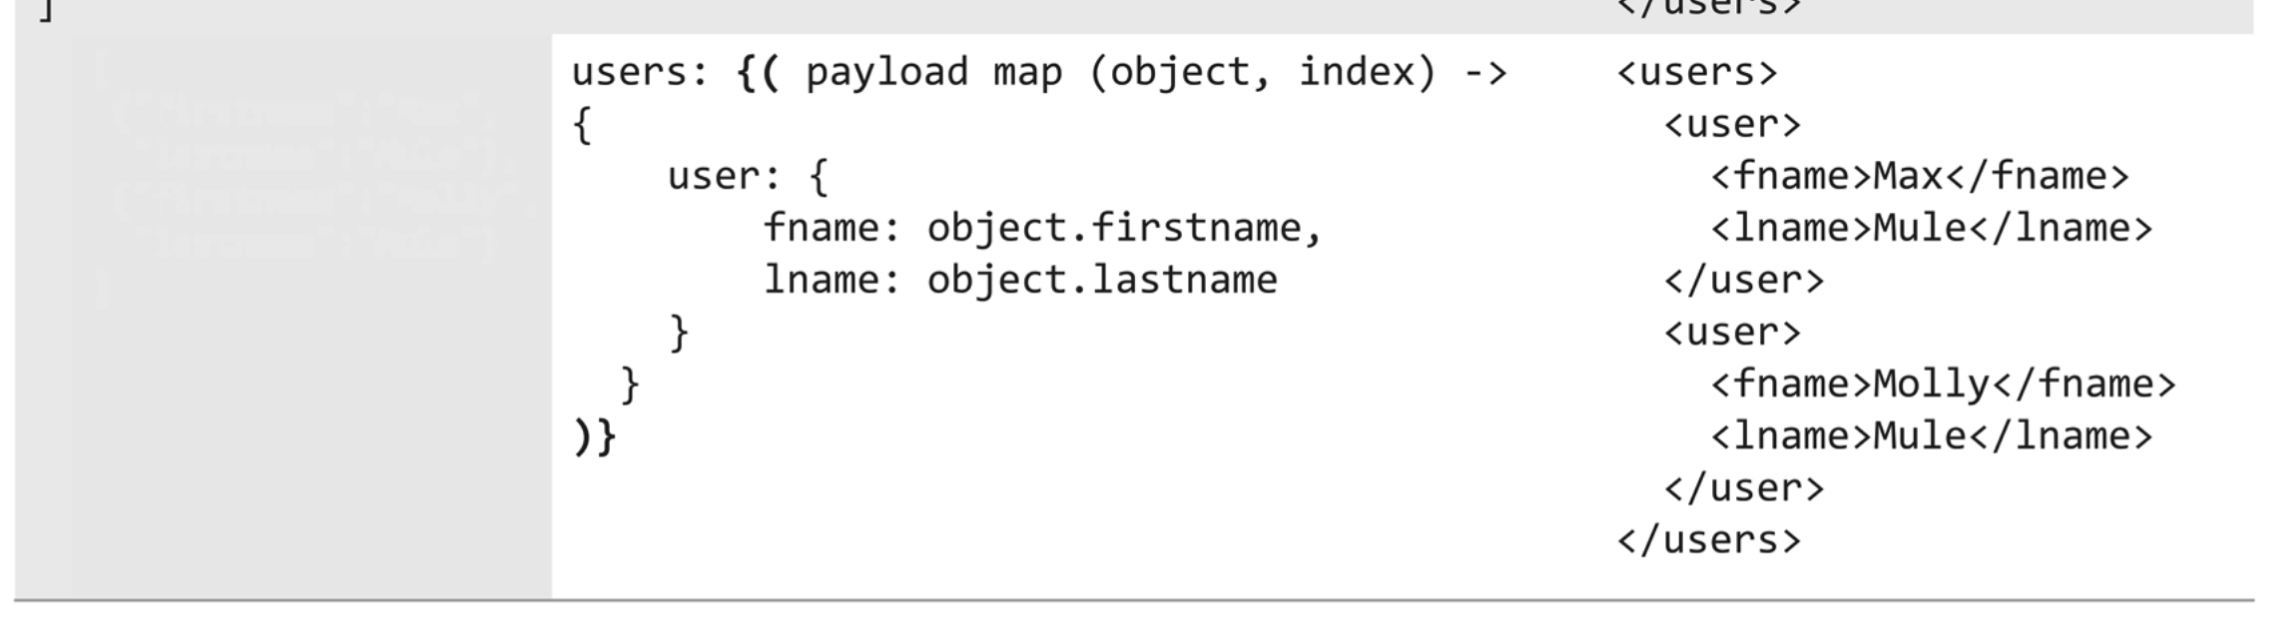 ]
</users>
users: {( payload map (object, index) ->
{
    user: {
        fname: object.firstname,
        lname: object.lastname
    }
  }
)}
<users>
  <user>
    <fname>Max</fname>
    <lname>Mule</lname>
  </user>
  <user>
    <fname>Molly</fname>
    <lname>Mule</lname>
  </user>
</users>